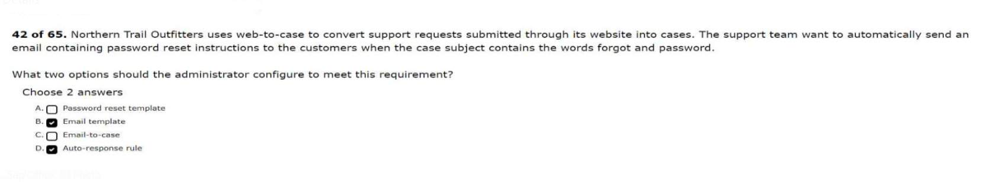 42 of 65. Northern Trail Outfitters uses web-to-case to convert support requests submitted through its website into cases. The support team want to automatically send an
email containing password reset instructions to the customers when the case subject contains the words forgot and password.
What two options should the administrator configure to meet this requirement?
Choose 2 answers
A. Password reset template
B. Email template
C. Email-to-case
D. Auto-response rule